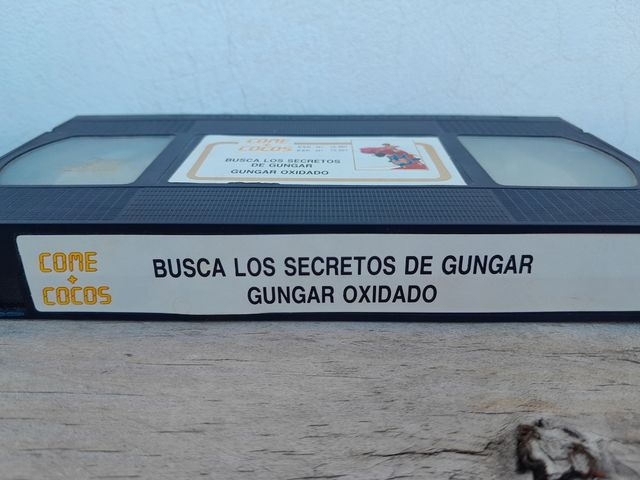 COME
COCOS
BUSCA LOS SECRETOS
DE GUNGAR
GUNGAR OXIDADO
COME
+
COCOS
BUSCA LOS SECRETOS DE GUNGAR
GUNGAR OXIDADO